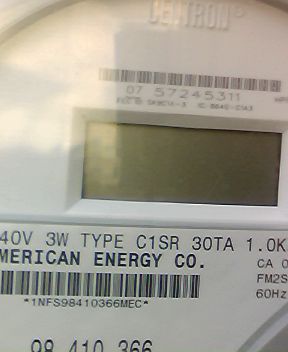 CENTRON®
07 57245311
40V 3W TYPE C1SR 30TA 1.0K
MERICAN ENERGY CO.
CA 0
FM2S
60Hz
*1NFS98410366MEC*
98 410 366